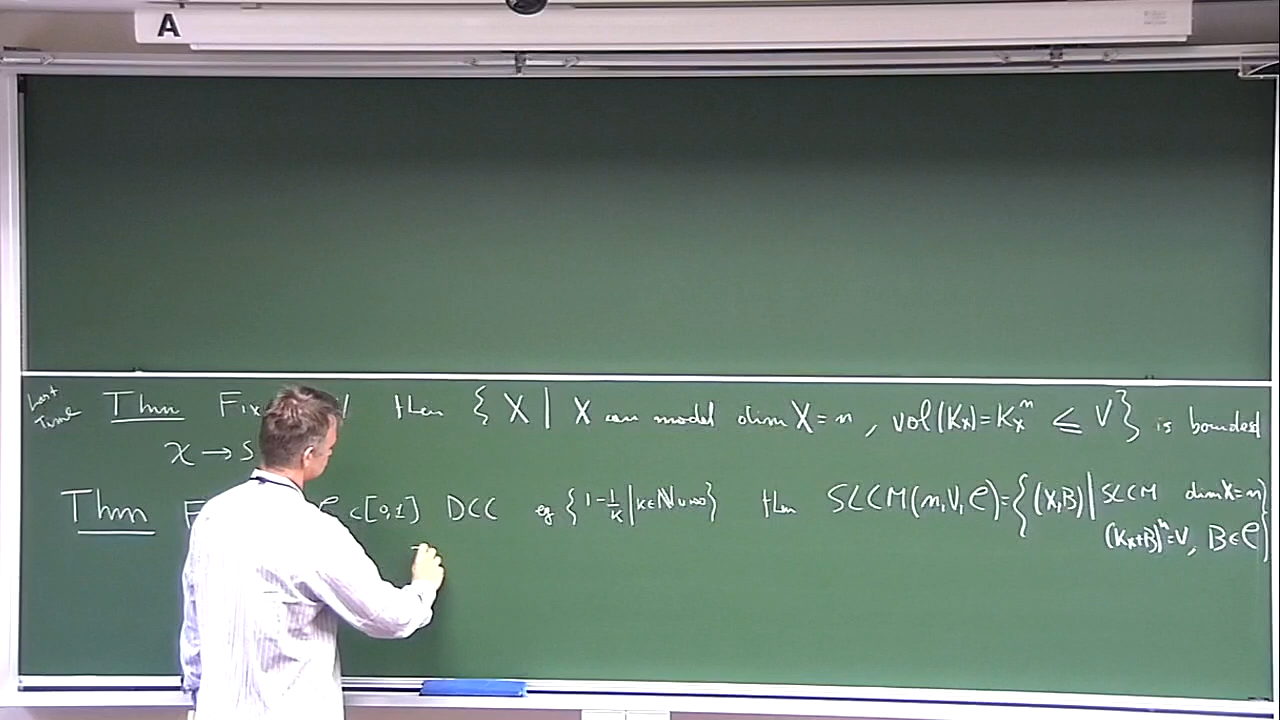 A
Last Time
Thm Fix then { X | X can model dim X = n , vol(K_X) = K_X^n ≤ V } is bounded
𝒳 → S
Thm F 𝒞 ⊂ [0,1] DCC eg { 1 - 1/k | k ∈ ℕ ∪ ∞ } then SLCM(n,V,𝒞) = { (X,B) | SLCM dim X = n
(K_X+B)^n = V, B ∈ 𝒞 }